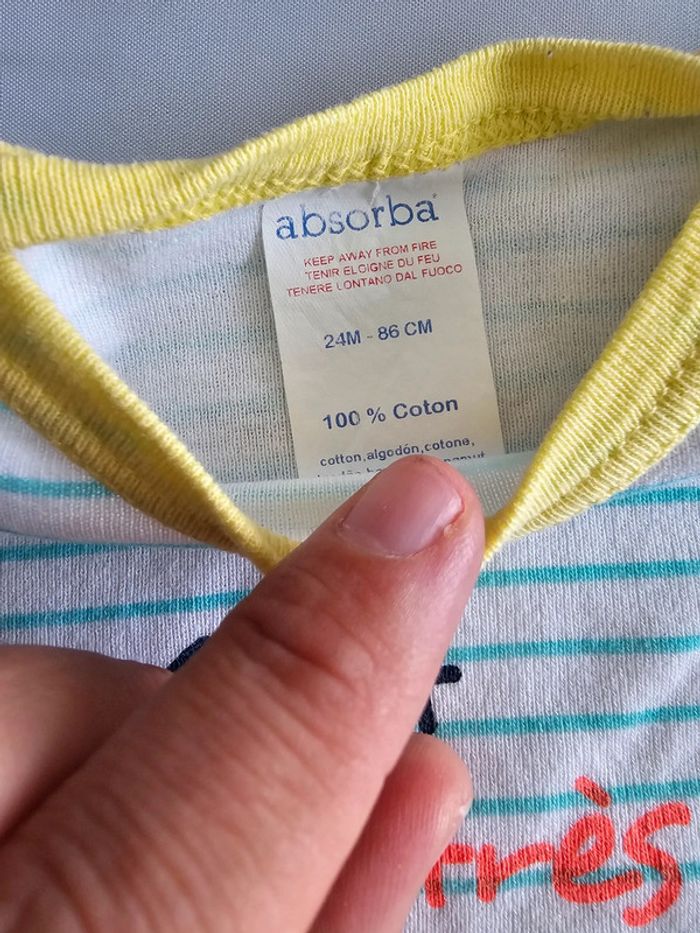 absorba
KEEP AWAY FROM FIRE
TENIR ELOIGNE DU FEU
TENERE LONTANO DAL FUOCO
24M - 86 CM
100 % Coton
cotton,algodón,cotone,
très